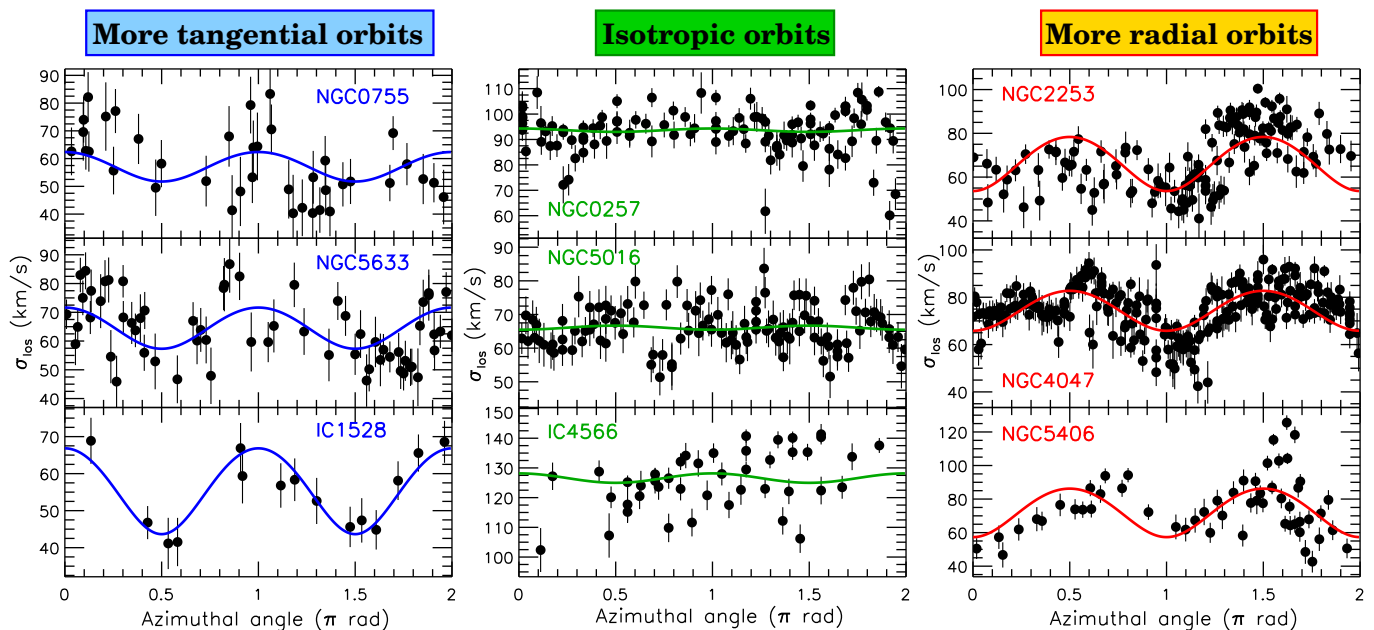 More tangential orbits
Isotropic orbits
More radial orbits
NGC0755
90
80
70
60
50
40
NGC5633
90
80
70
60
50
40
σlos (km/s)
IC1528
70
60
50
40
0 0.5 1 1.5 2
Azimuthal angle (π rad)
NGC0257
110
100
90
80
70
60
NGC5016
90
80
70
60
50
σlos (km/s)
IC4566
150
140
130
120
110
100
0 0.5 1 1.5 2
Azimuthal angle (π rad)
NGC2253
100
80
60
40
NGC4047
100
80
60
40
σlos (km/s)
NGC5406
120
100
80
60
40
0 0.5 1 1.5 2
Azimuthal angle (π rad)